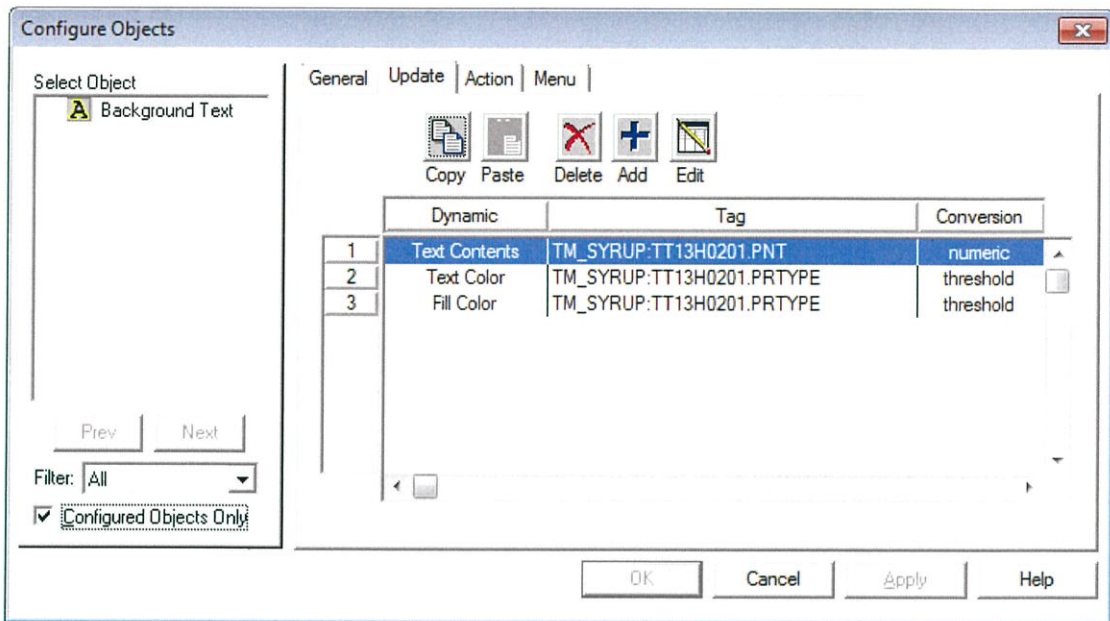 Configure Objects
Select Object
A Background Text
General Update Action Menu
Copy Paste Delete Add Edit
Dynamic Tag Conversion
1 Text Contents TM_SYRUP:TT13H0201.PNT numeric
2 Text Color TM_SYRUP:TT13H0201.PRTYPE threshold
3 Fill Color TM_SYRUP:TT13H0201.PRTYPE threshold
Prev Next
Filter: All
Configured Objects Only
OK Cancel Apply Help